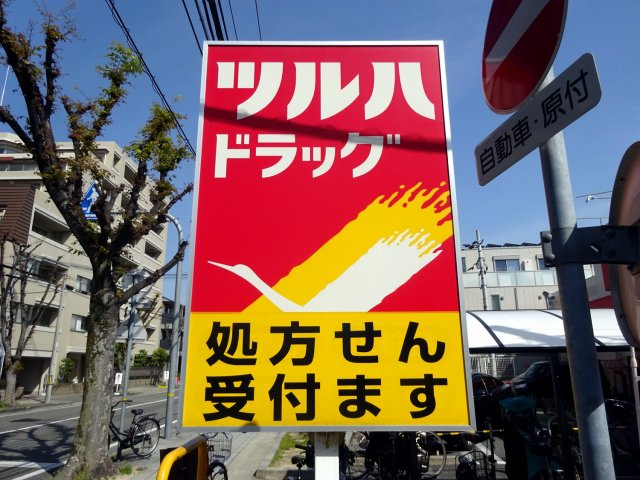 ツルハ
ドラッグ
処方せん
受付ます
自動車・原付